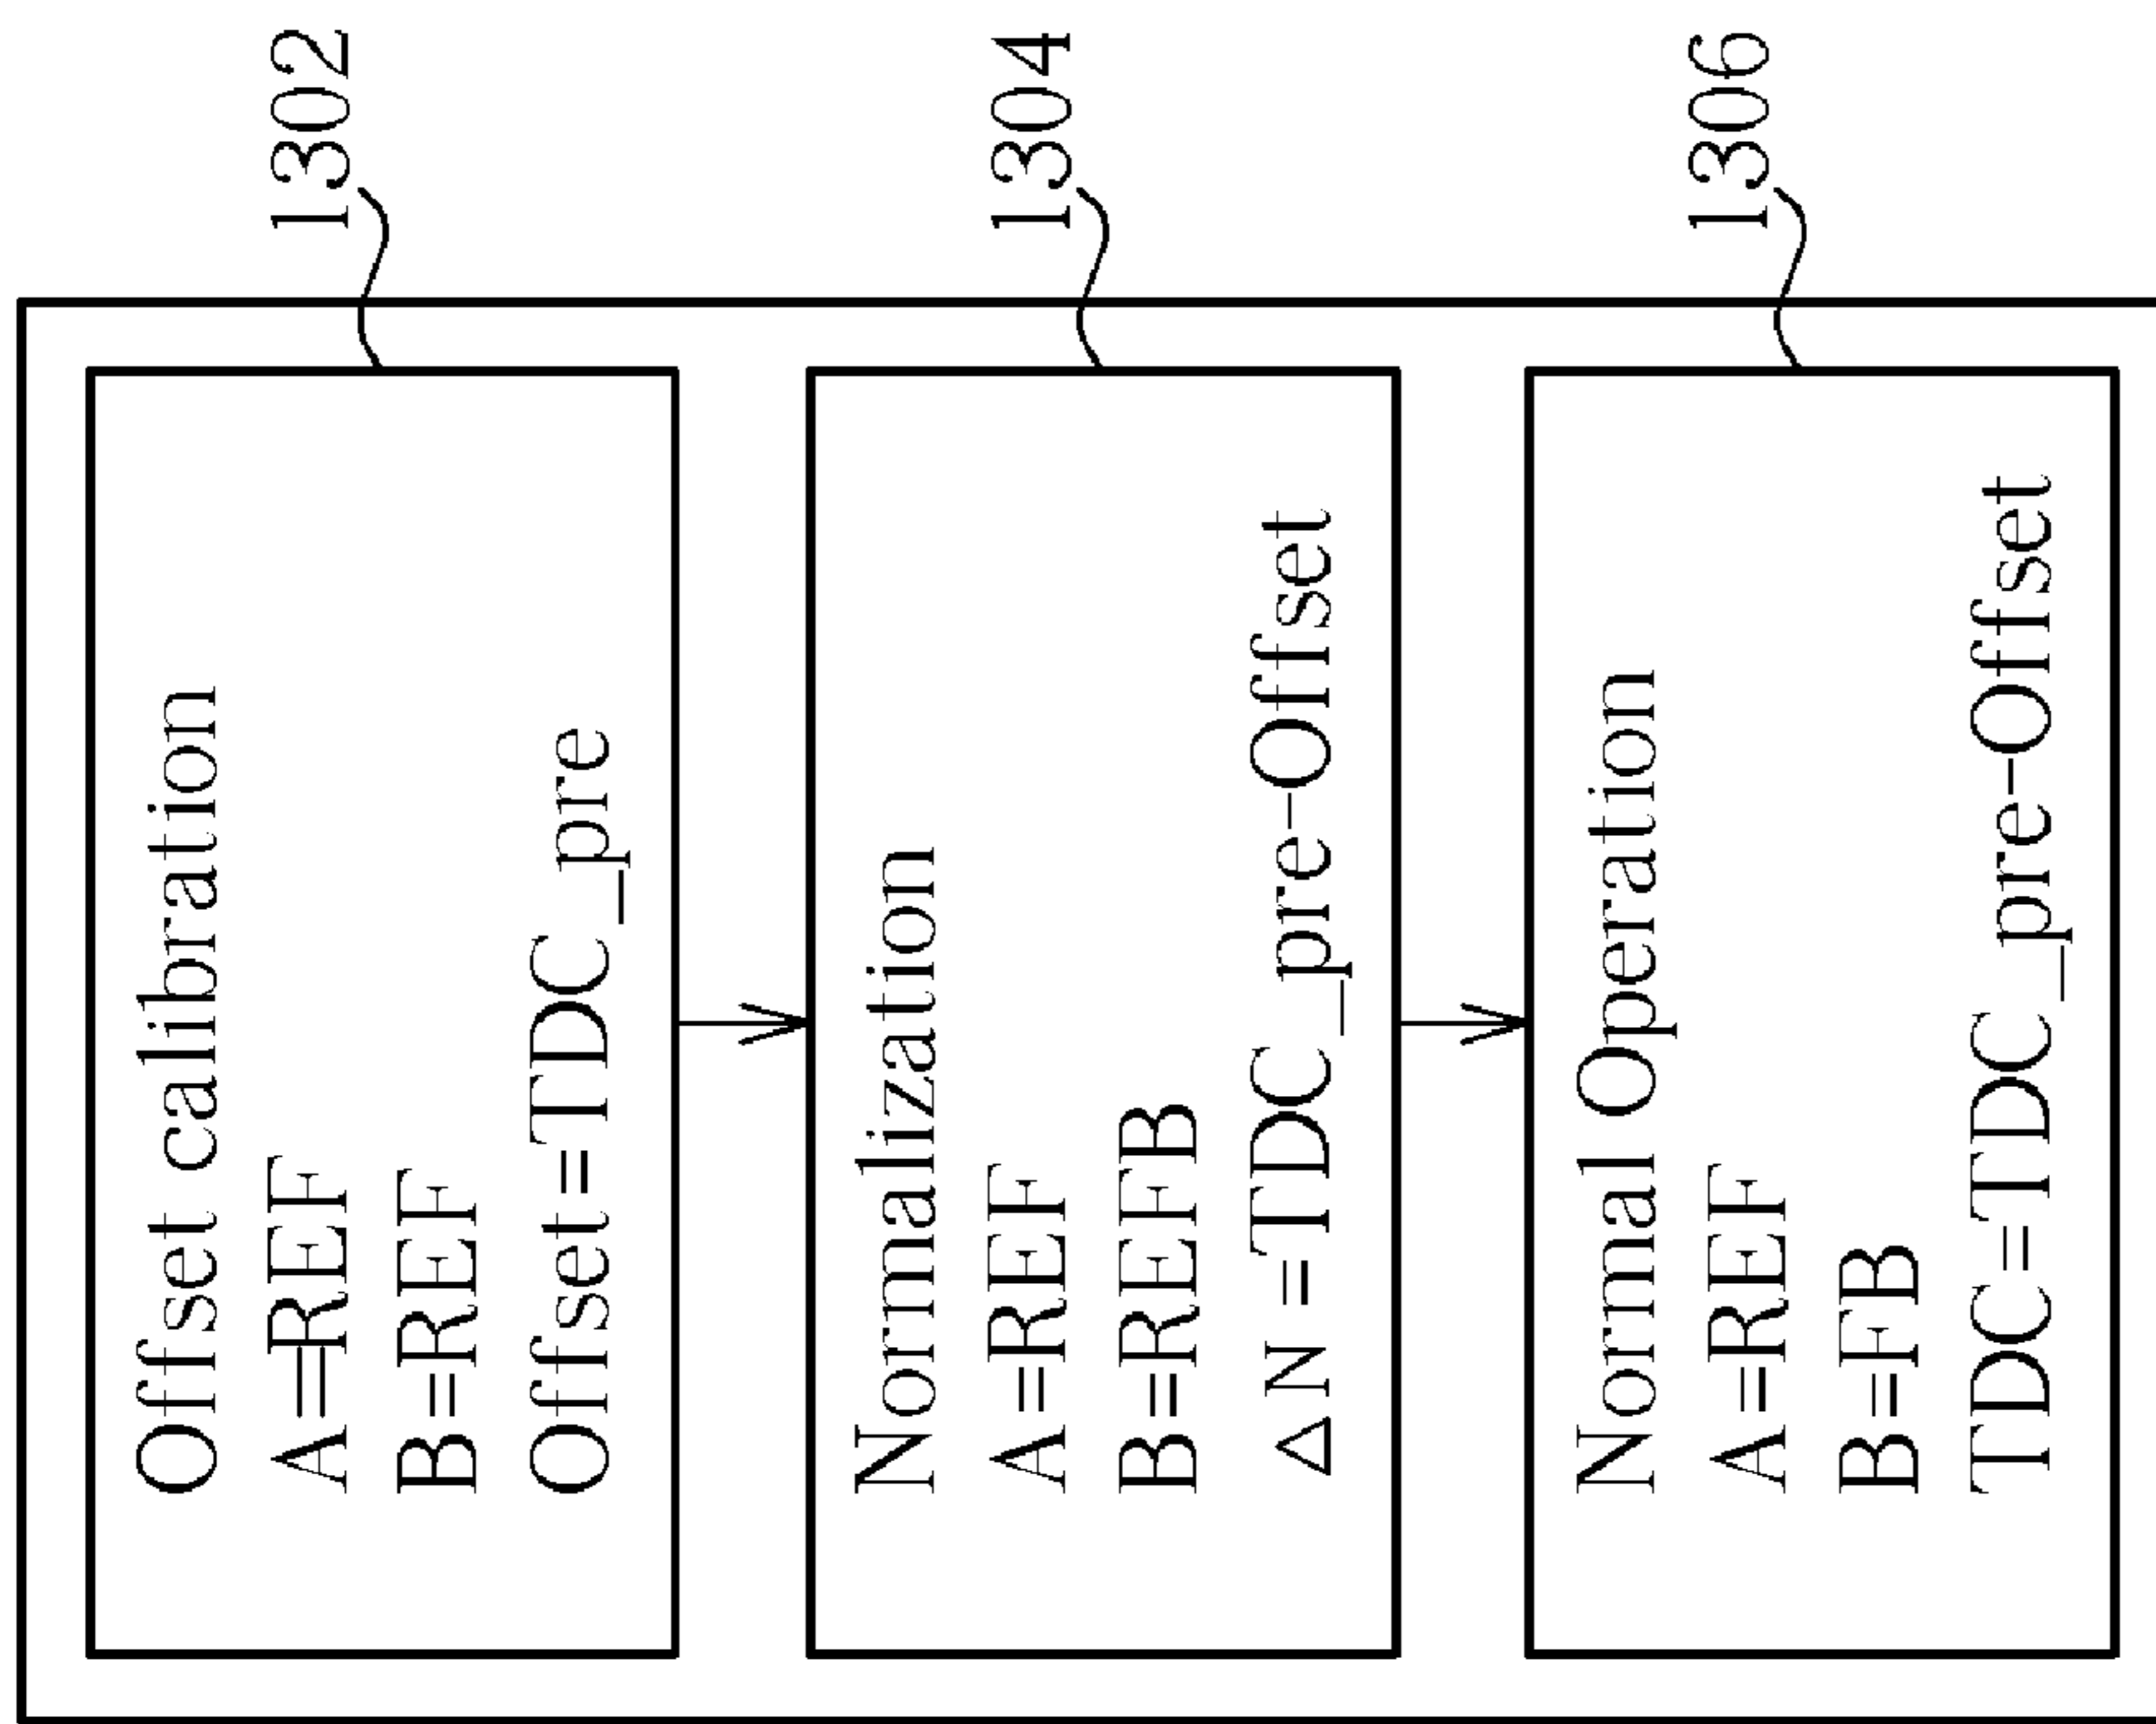 1302
Offset calibration
A=REF
B=REF
Offset=TDC_pre
1304
Normalization
A=REF
B=REFB
△N=TDC_pre-Offset
1306
Normal Operation
A=REF
B=FB
TDC=TDC_pre-Offset